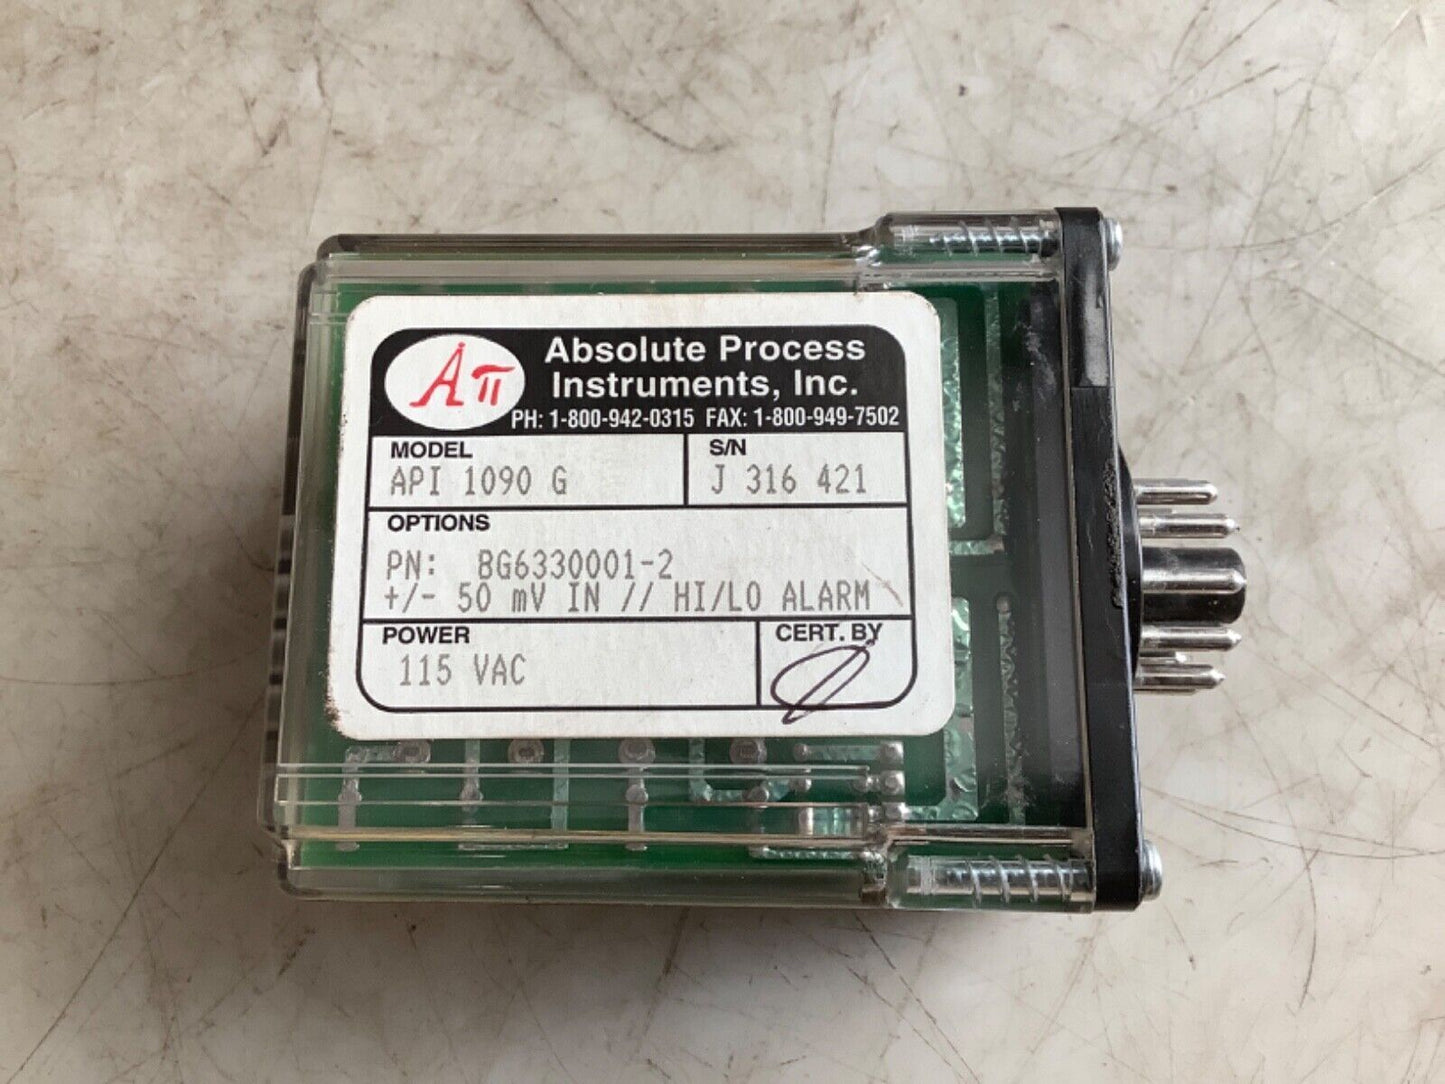 Aπ
Absolute Process
Instruments, Inc.
PH: 1-800-942-0315 FAX: 1-800-949-7502
MODEL
API 1090 G
S/N
J 316 421
OPTIONS
PN: BG6330001-2
+/- 50 mV IN // HI/LO ALARM
POWER
115 VAC
CERT. BY